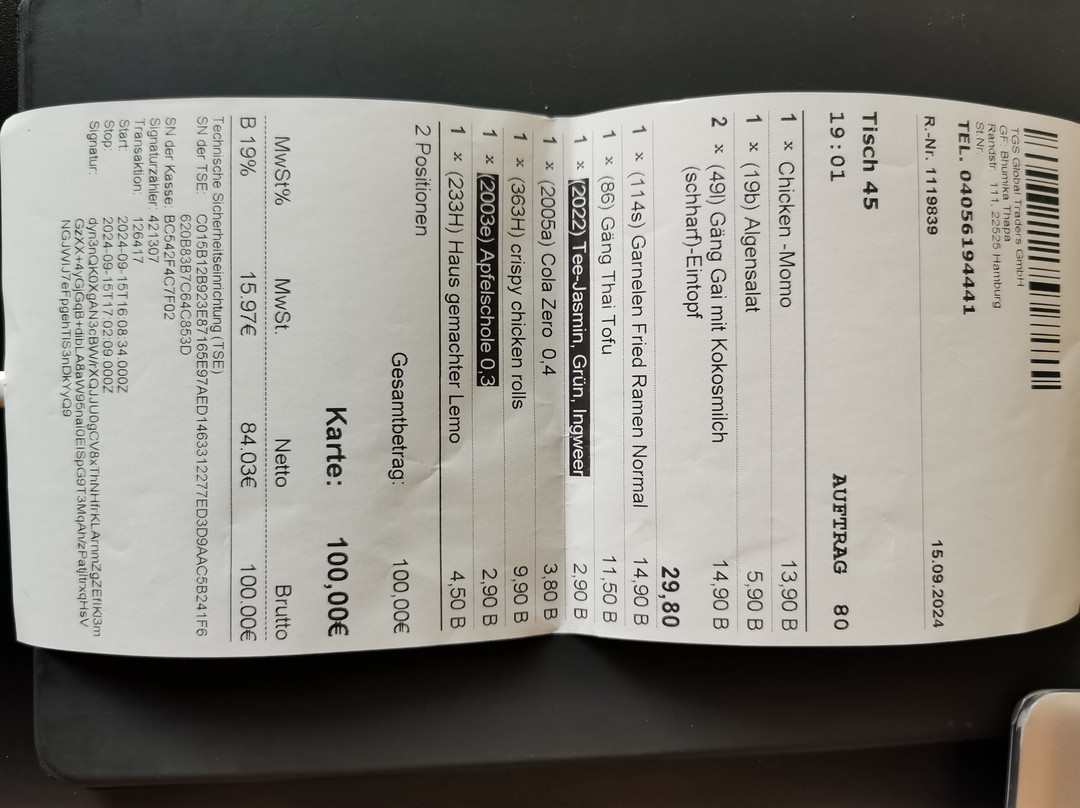 TGS Global Traders GmbH
GF: Bhumika Thapa
Randstr. 111, 22525 Hamburg
St.Nr.
TEL. 04056194441
R.-Nr. 1119839 15.09.2024
Tisch 45
19:01 AUFTRAG 80
1 x Chicken -Momo 13,90 B
1 x (19b) Algensalat 5,90 B
2 x (49I) Gäng Gai mit Kokosmilch 14,90 B
(schharf)-Eintopf
29,80
1 x (114s) Garnelen Fried Ramen Normal 14,90 B
1 x (86) Gäng Thai Tofu 11,50 B
1 x (2022) Tee-Jasmin, Grün, Ingweer 2,90 B
1 x (2005a) Cola Zero 0,4 3,80 B
1 x (363H) crispy chicken rolls 9,90 B
1 x (2003e) Apfelschole 0,3 2,90 B
1 x (233H) Haus gemachter Lemo 4,50 B
2 Positionen
Gesamtbetrag: 100,00€
Karte: 100,00€
MwSt% MwSt. Netto Brutto
B 19% 15.97€ 84.03€ 100.00€
Technische Sicherheitseinrichtung (TSE)
SN der TSE: C015B12B923E87165E97AED1463312277ED3D9AAC5B241F6
620B83B7C64C853D
SN der Kasse: BC542F4C7F02
Signaturzähler: 421307
Transaktion: 126417
Start: 2024-09-15T16:08:34.000Z
Stop: 2024-09-15T17:02:09.000Z
Signatur: